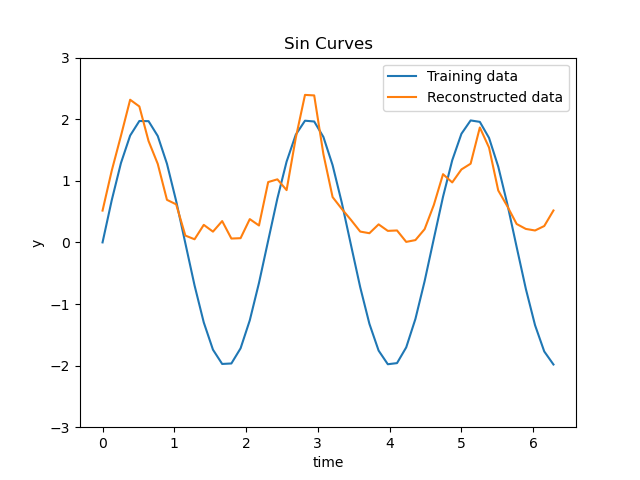 Sin Curves
Training data
Reconstructed data
3
2
1
0
−1
−2
−3
y
0 1 2 3 4 5 6
time